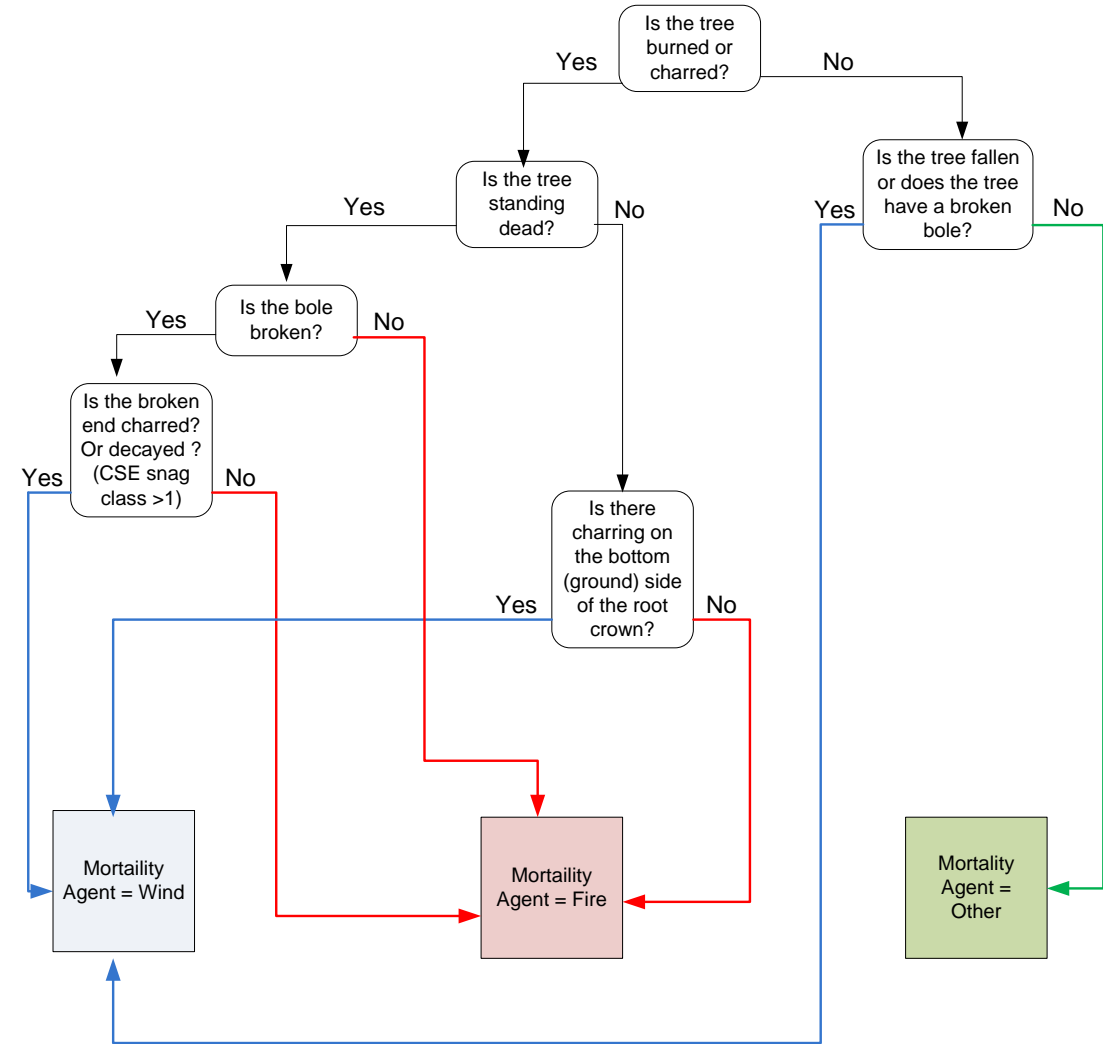 Is the tree
burned or
charred?
Yes
No
Is the tree
standing
dead?
Is the tree fallen
or does the tree
have a broken
bole?
Yes
No
Yes
No
Is the bole
broken?
Yes
No
Is the broken
end charred?
Or decayed ?
(CSE snag
class >1)
Yes
No
Is there
charring on
the bottom
(ground) side
of the root
crown?
Yes
No
Mortaility
Agent = Wind
Mortaility
Agent = Fire
Mortality
Agent =
Other